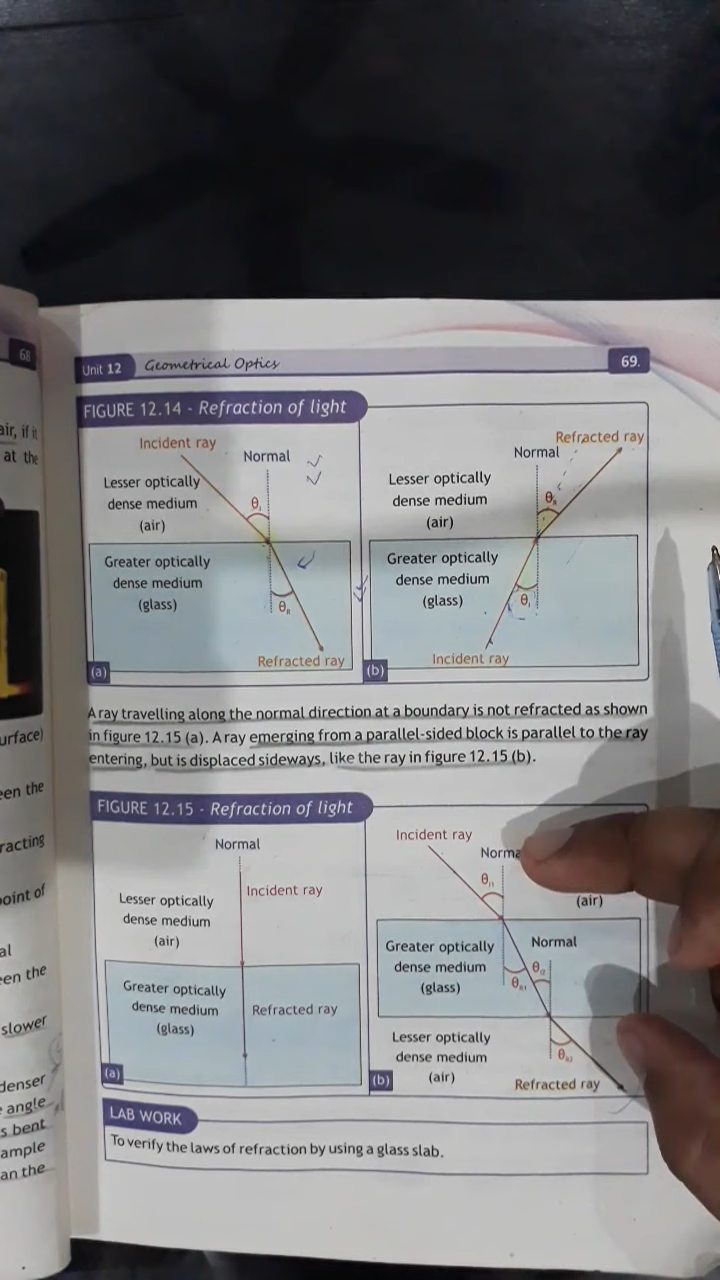 68
air, if it
at the
urface)
een the
racting
point of
al
een the
slower
denser
angle
s bent
ample
an the
Unit 12 Geometrical Optics 69.
FIGURE 12.14 - Refraction of light
Incident ray
Normal
Lesser optically
dense medium
(air)
θi
Greater optically
dense medium
(glass)
θR
Refracted ray
(a)
Refracted ray
Normal
Lesser optically
dense medium
(air)
θR
Greater optically
dense medium
(glass)
θi
Incident ray
(b)
A ray travelling along the normal direction at a boundary is not refracted as shown
in figure 12.15 (a). A ray emerging from a parallel-sided block is parallel to the ray
entering, but is displaced sideways, like the ray in figure 12.15 (b).
FIGURE 12.15 - Refraction of light
Normal
Incident ray
Lesser optically
dense medium
(air)
Greater optically
dense medium
(glass)
Refracted ray
(a)
Incident ray
Norma
θi1
(air)
Greater optically
dense medium
(glass)
Normal
θR1
θi2
Lesser optically
dense medium
(air)
θR2
Refracted ray
(b)
LAB WORK
To verify the laws of refraction by using a glass slab.